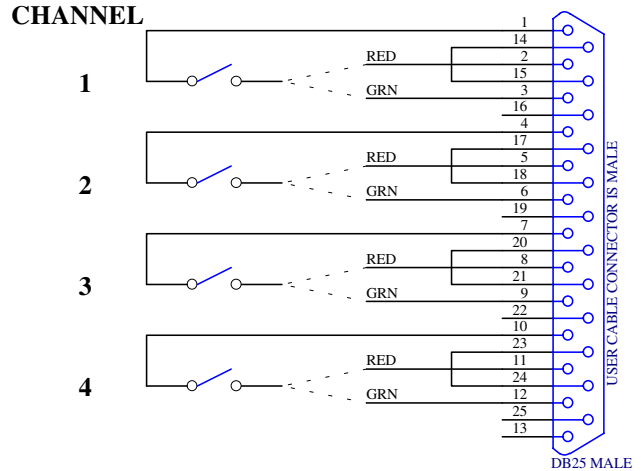 CHANNEL
1
14
RED
2
1
15
GRN
3
16
4
17
RED
5
2
18
GRN
6
19
7
20
RED
8
3
21
GRN
9
22
10
23
RED
11
4
24
GRN
12
25
13
USER CABLE CONNECTOR IS MALE
DB25 MALE